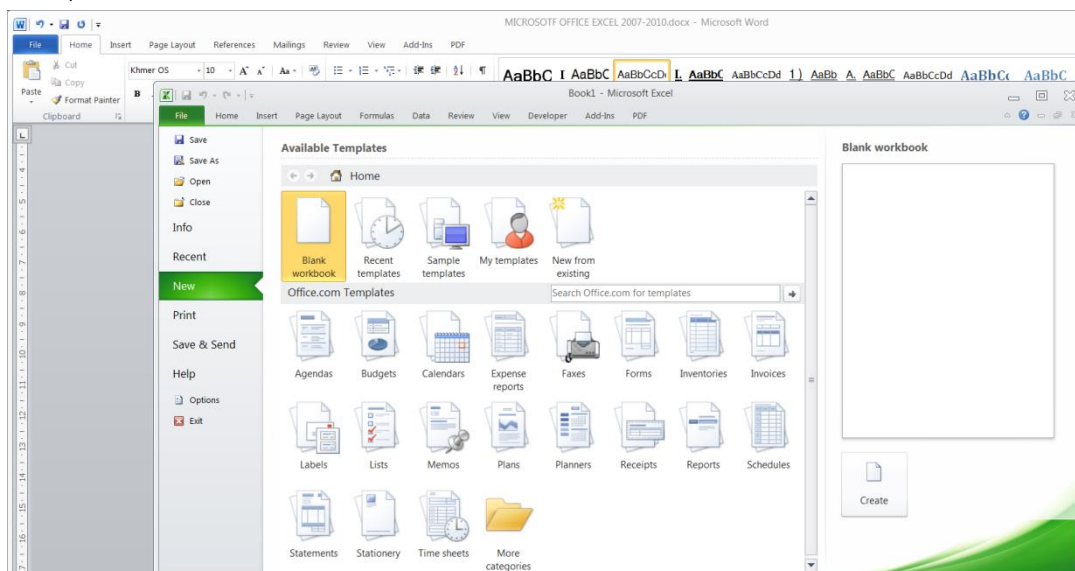 MICROSOTF OFFICE EXCEL 2007-2010.docx - Microsoft Word
File Home Insert Page Layout References Mailings Review View Add-Ins PDF
Cut
Copy
Format Painter
Paste
Clipboard
Khmer OS 10
B
AaBbC I AaBbC AaBbCcD I. AaBbC AaBbCcDd 1) AaBb A. AaBbC AaBbCcDd AaBbCc AaBbC
Book1 - Microsoft Excel
File Home Insert Page Layout Formulas Data Review View Developer Add-Ins PDF
Save
Save As
Open
Close
Info
Recent
New
Print
Save & Send
Help
Options
Exit
Available Templates
Home
Blank workbook
Recent templates
Sample templates
My templates
New from existing
Office.com Templates
Search Office.com for templates
Agendas
Budgets
Calendars
Expense reports
Faxes
Forms
Inventories
Invoices
Labels
Lists
Memos
Plans
Planners
Receipts
Reports
Schedules
Statements
Stationery
Time sheets
More categories
Blank workbook
Create